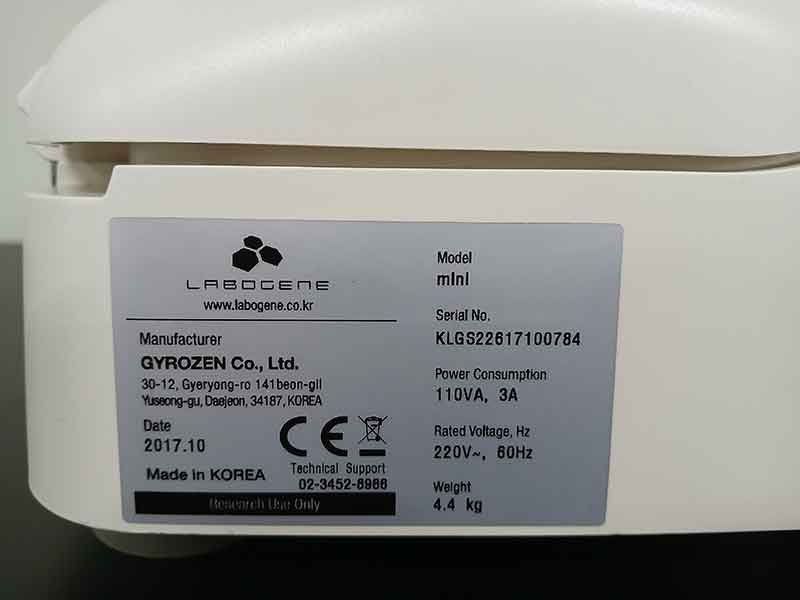 LABOGENE
www.labogene.co.kr
Manufacturer
GYROZEN Co., Ltd.
30-12, Gyeryong-ro 141beon-gil
Yuseong-gu, Daejeon, 34187, KOREA
Date
2017.10
Made in KOREA
CE
Technical Support
02-3452-8986
Research Use Only
Model
mini
Serial No.
KLGS22617100784
Power Consumption
110VA, 3A
Rated Voltage, Hz
220V~, 60Hz
Weight
4.4 kg